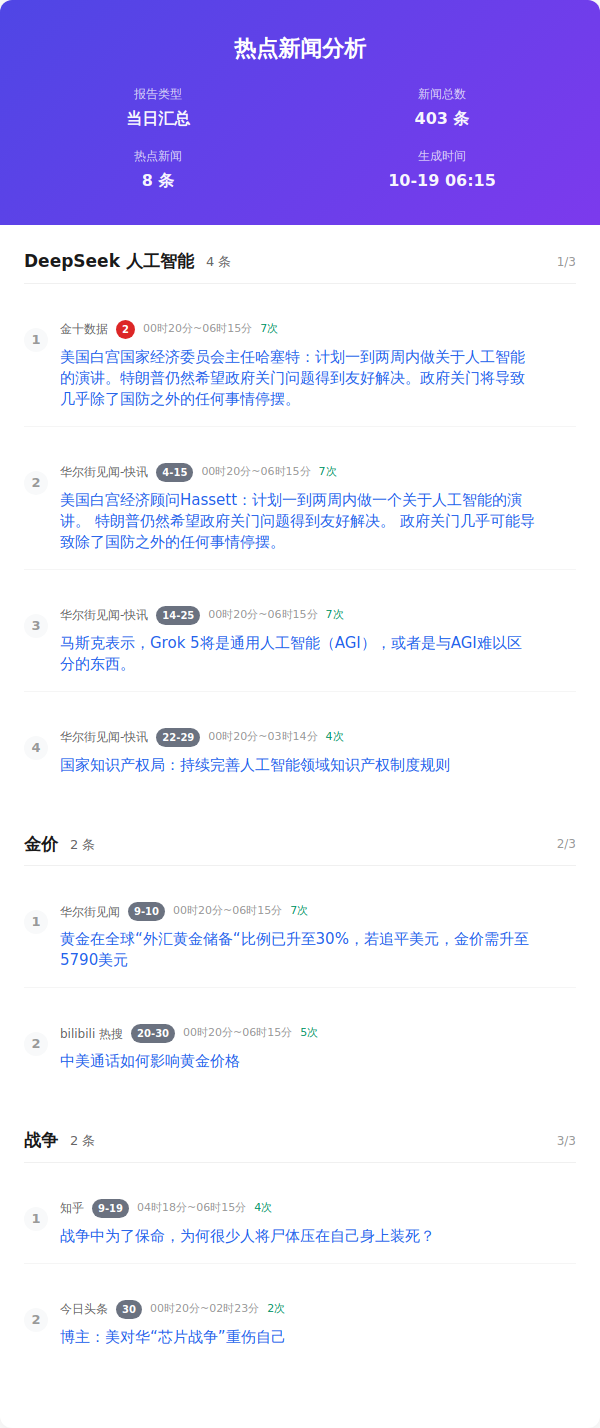 热点新闻分析
报告类型
新闻总数
当日汇总
403 条
热点新闻
生成时间
8 条
10-19 06:15
DeepSeek 人工智能 4 条 1/3
1
金十数据 2 00时20分~06时15分 7次
美国白宫国家经济委员会主任哈塞特：计划一到两周内做关于人工智能
的演讲。特朗普仍然希望政府关门问题得到友好解决。政府关门将导致
几乎除了国防之外的任何事情停摆。
2
华尔街见闻-快讯 4-15 00时20分~06时15分 7次
美国白宫经济顾问Hassett：计划一到两周内做一个关于人工智能的演
讲。 特朗普仍然希望政府关门问题得到友好解决。 政府关门几乎可能导
致除了国防之外的任何事情停摆。
3
华尔街见闻-快讯 14-25 00时20分~06时15分 7次
马斯克表示，Grok 5将是通用人工智能（AGI），或者是与AGI难以区
分的东西。
4
华尔街见闻-快讯 22-29 00时20分~03时14分 4次
国家知识产权局：持续完善人工智能领域知识产权制度规则
金价 2 条 2/3
1
华尔街见闻 9-10 00时20分~06时15分 7次
黄金在全球“外汇黄金储备“比例已升至30%，若追平美元，金价需升至
5790美元
2
bilibili 热搜 20-30 00时20分~06时15分 5次
中美通话如何影响黄金价格
战争 2 条 3/3
1
知乎 9-19 04时18分~06时15分 4次
战争中为了保命，为何很少人将尸体压在自己身上装死？
2
今日头条 30 00时20分~02时23分 2次
博主：美对华“芯片战争”重伤自己